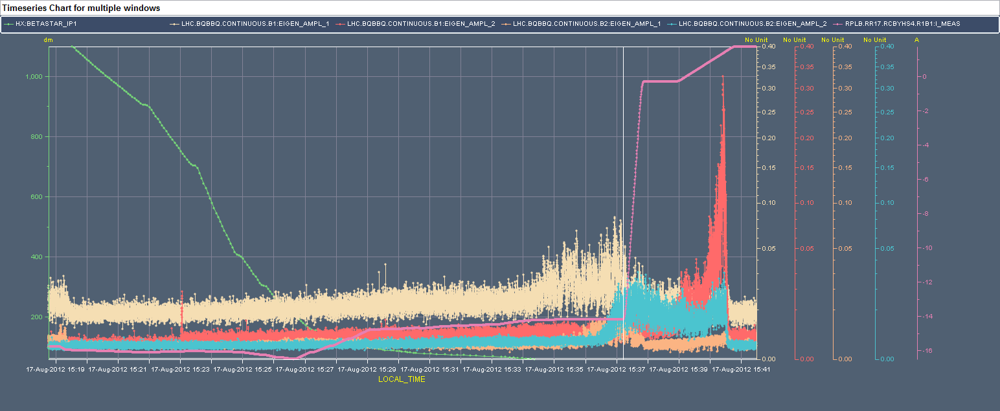 Timeseries Chart for multiple windows
HX:BETASTAR_IP1 LHC.BQBBQ.CONTINUOUS.B1:EIGEN_AMPL_1 LHC.BQBBQ.CONTINUOUS.B1:EIGEN_AMPL_2 LHC.BQBBQ.CONTINUOUS.B2:EIGEN_AMPL_1 LHC.BQBBQ.CONTINUOUS.B2:EIGEN_AMPL_2 RPLB.RR17.RCBYHS4.R1B1:I_MEAS
dm No Unit No Unit No Unit No Unit A
0.40 0.40 0.40 0.40
0.35 0.35 0.35 0.35
1,000 0
0.30 0.30 0.30 0.30
0.25 0.25 0.25 0.25
-2
800 0.20 0.20 0.20 0.20
-4
0.15 0.15 0.15 0.15
-6
600
0.10 0.10 0.10 0.10
-8
0.05 0.05 0.05 0.05
-10
400
-12
200 -14
-16
0.00 0.00 0.00 0.00
17-Aug-2012 15:19 17-Aug-2012 15:21 17-Aug-2012 15:23 17-Aug-2012 15:25 17-Aug-2012 15:27 17-Aug-2012 15:29 17-Aug-2012 15:31 17-Aug-2012 15:33 17-Aug-2012 15:35 17-Aug-2012 15:37 17-Aug-2012 15:39 17-Aug-2012 15:41
LOCAL_TIME